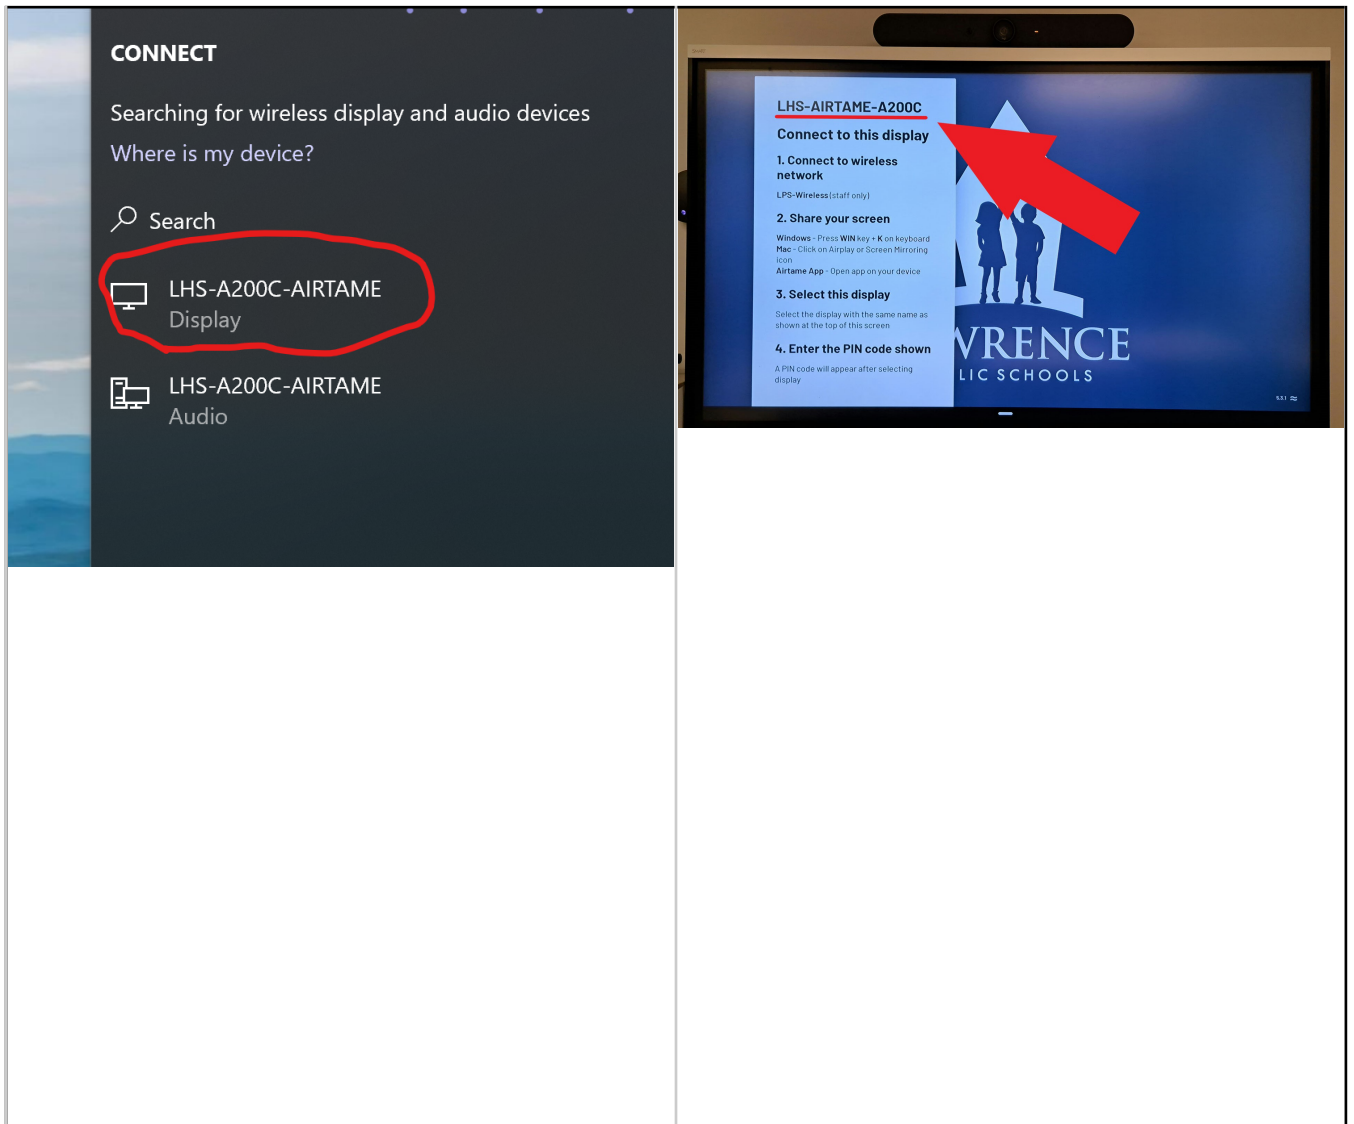 CONNECT
Searching for wireless display and audio devices
Where is my device?
Search
LHS-A200C-AIRTAME
Display
LHS-A200C-AIRTAME
Audio
LHS-AIRTAME-A200C
Connect to this display
1. Connect to wireless
network
LPS-Wireless (staff only)
2. Share your screen
Windows - Press WIN key + K on keyboard
Mac - Click on Airplay or Screen Mirroring
icon
Airtame App - Open app on your device
3. Select this display
Select the display with the same name as
shown at the top of this screen.
4. Enter the PIN code shown
A PIN code will appear after selecting
display
WRENCE
LIC SCHOOLS